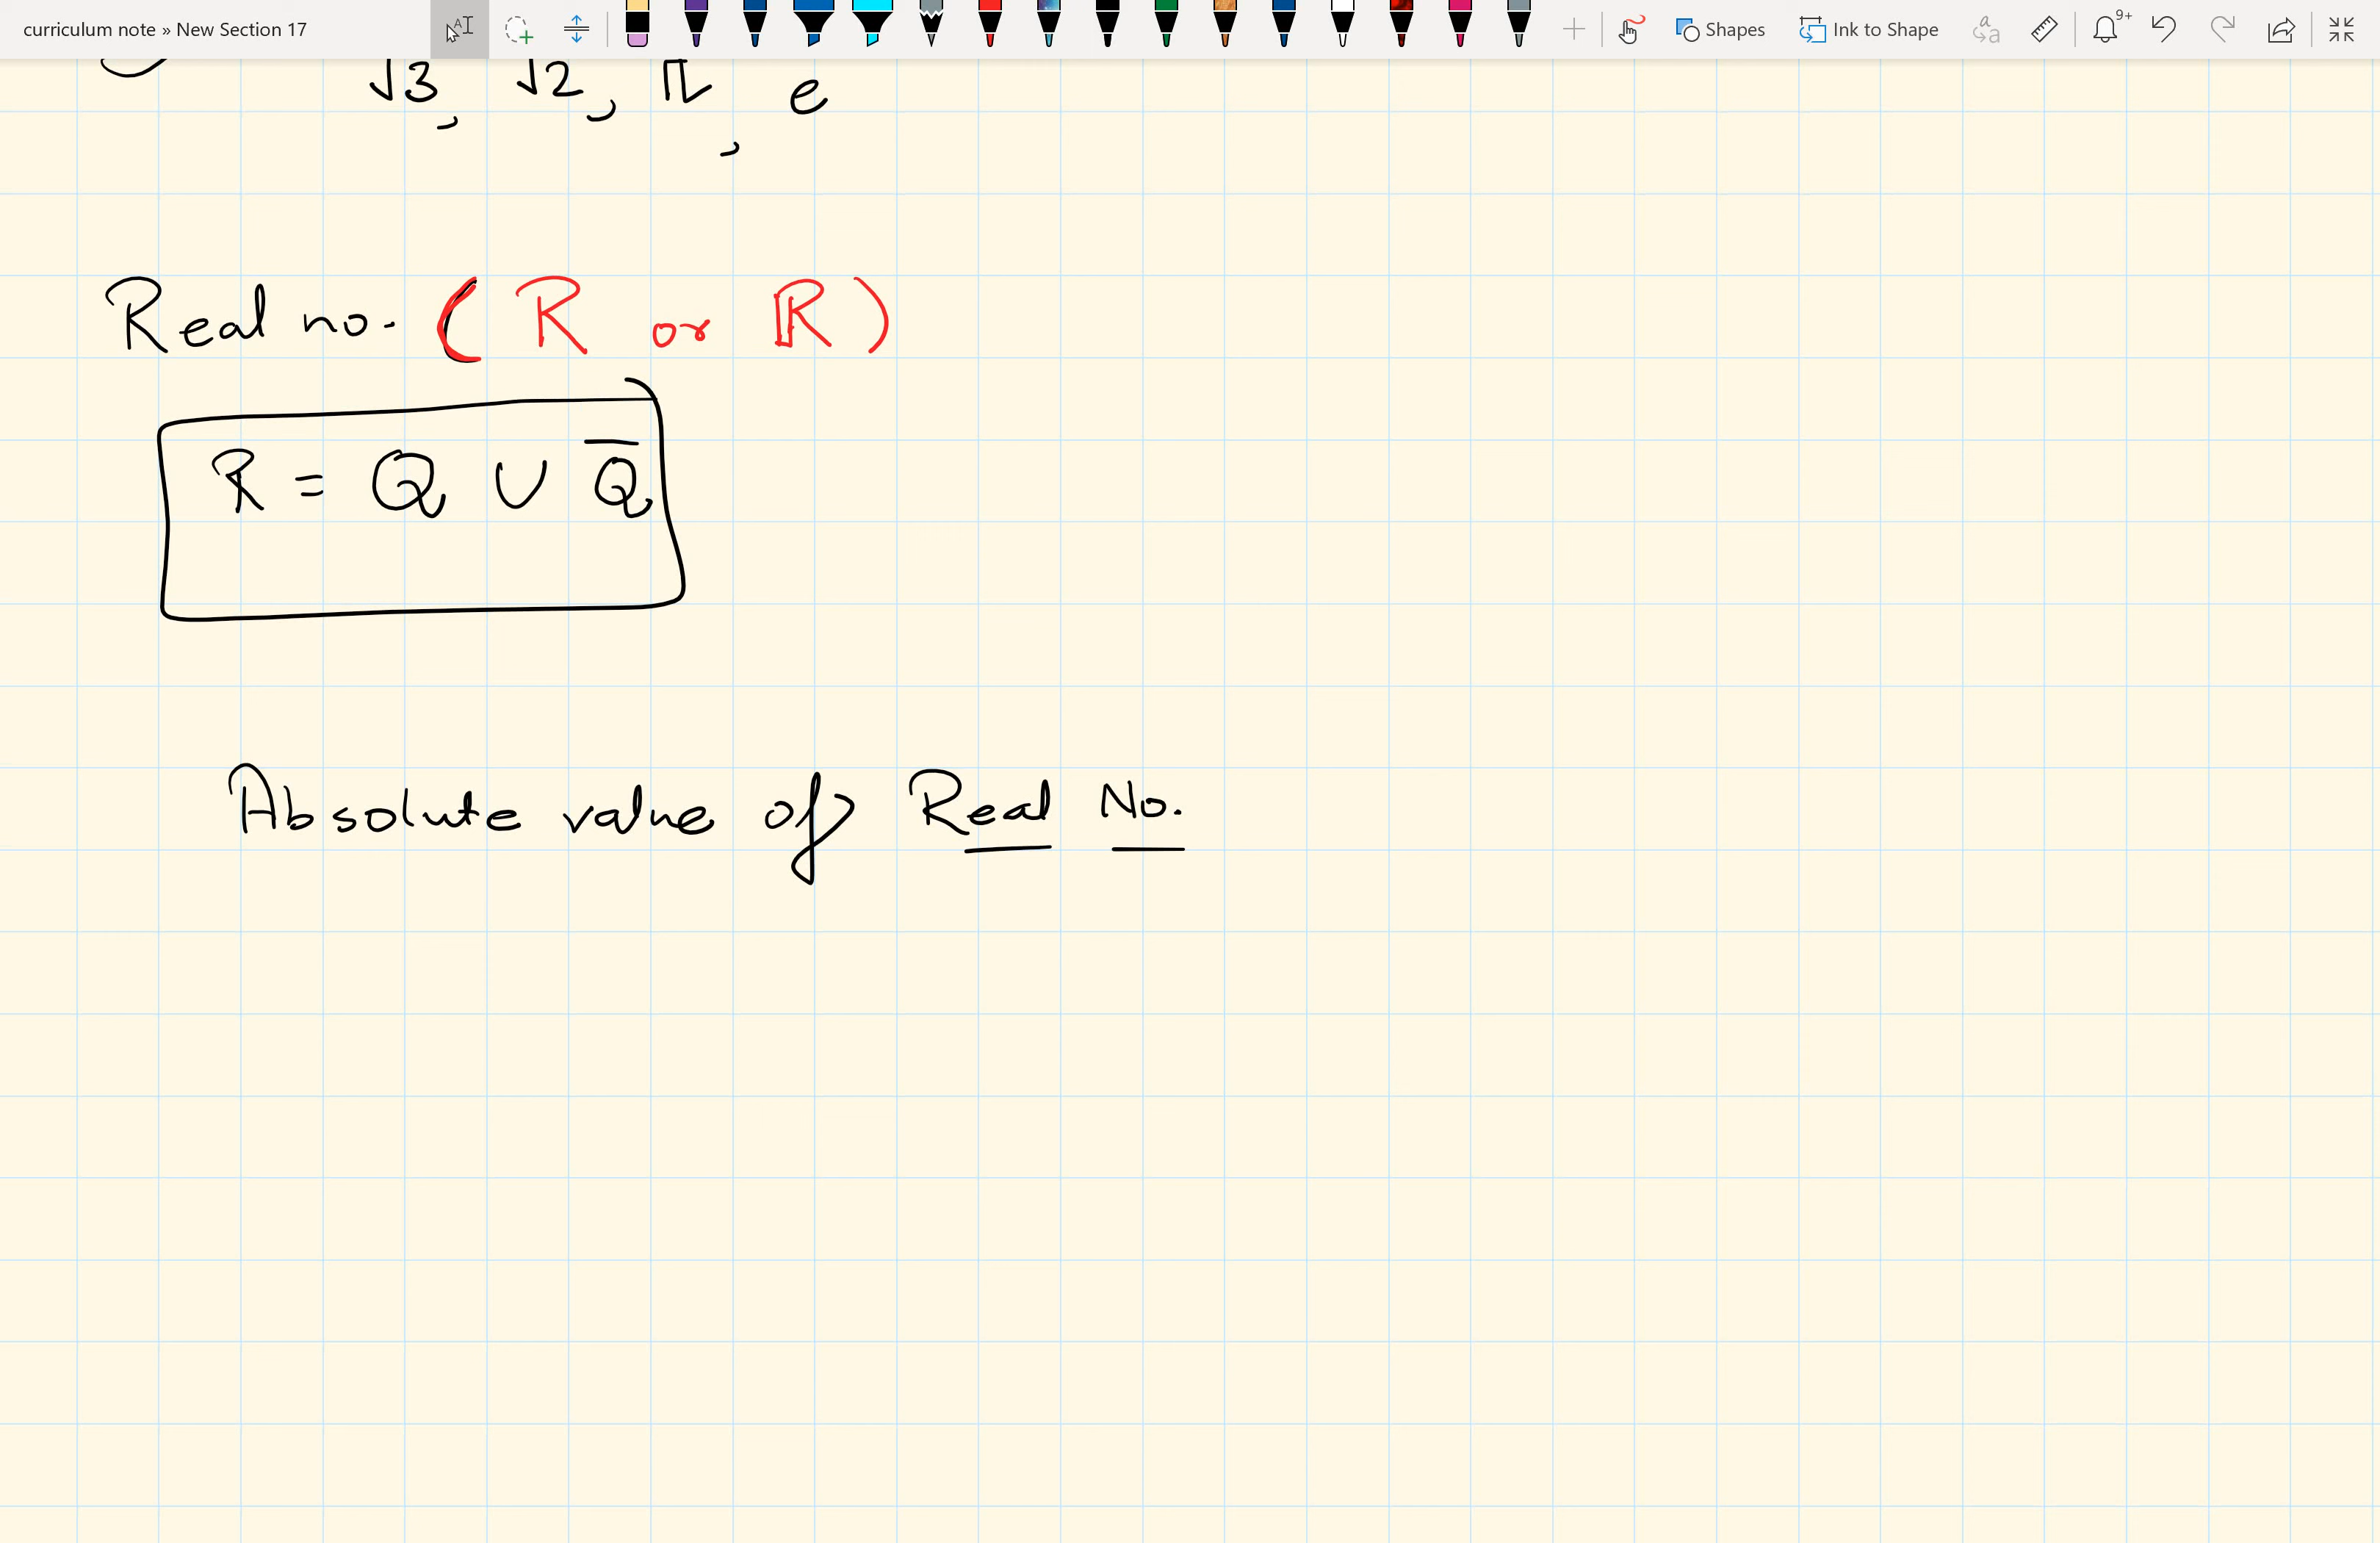 curriculum note » New Section 17
Shapes
Ink to Shape
9+
√3, √2, π, e
Real no. (R or ℝ)
R = Q ∪ Q̅
Absolute value of Real No.